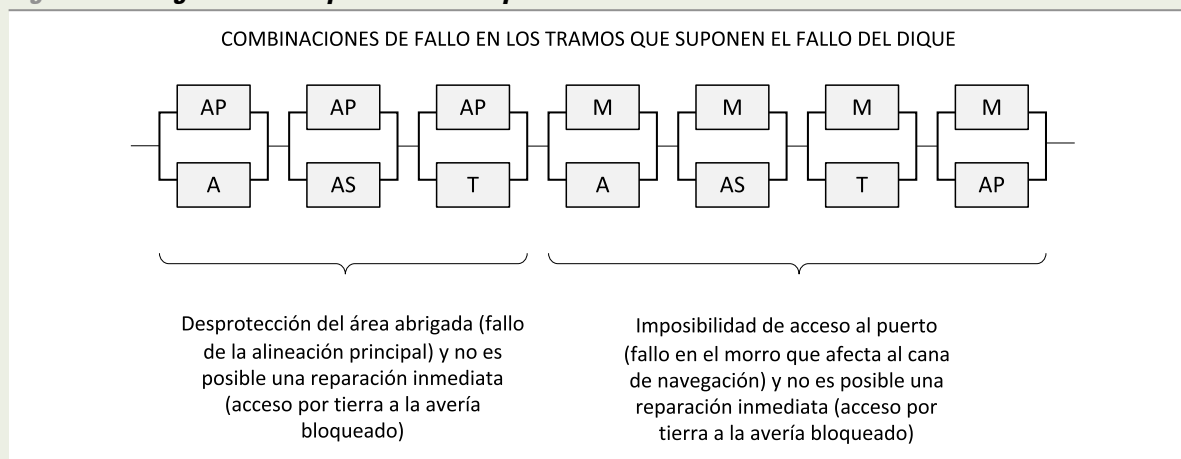 COMBINACIONES DE FALLO EN LOS TRAMOS QUE SUPONEN EL FALLO DEL DIQUE
AP AP AP M M M M
A AS T A AS T AP
Desprotección del área abrigada (fallo
de la alineación principal) y no es
posible una reparación inmediata
(acceso por tierra a la avería
bloqueado)
Imposibilidad de acceso al puerto
(fallo en el morro que afecta al cana
de navegación) y no es posible una
reparación inmediata (acceso por
tierra a la avería bloqueado)